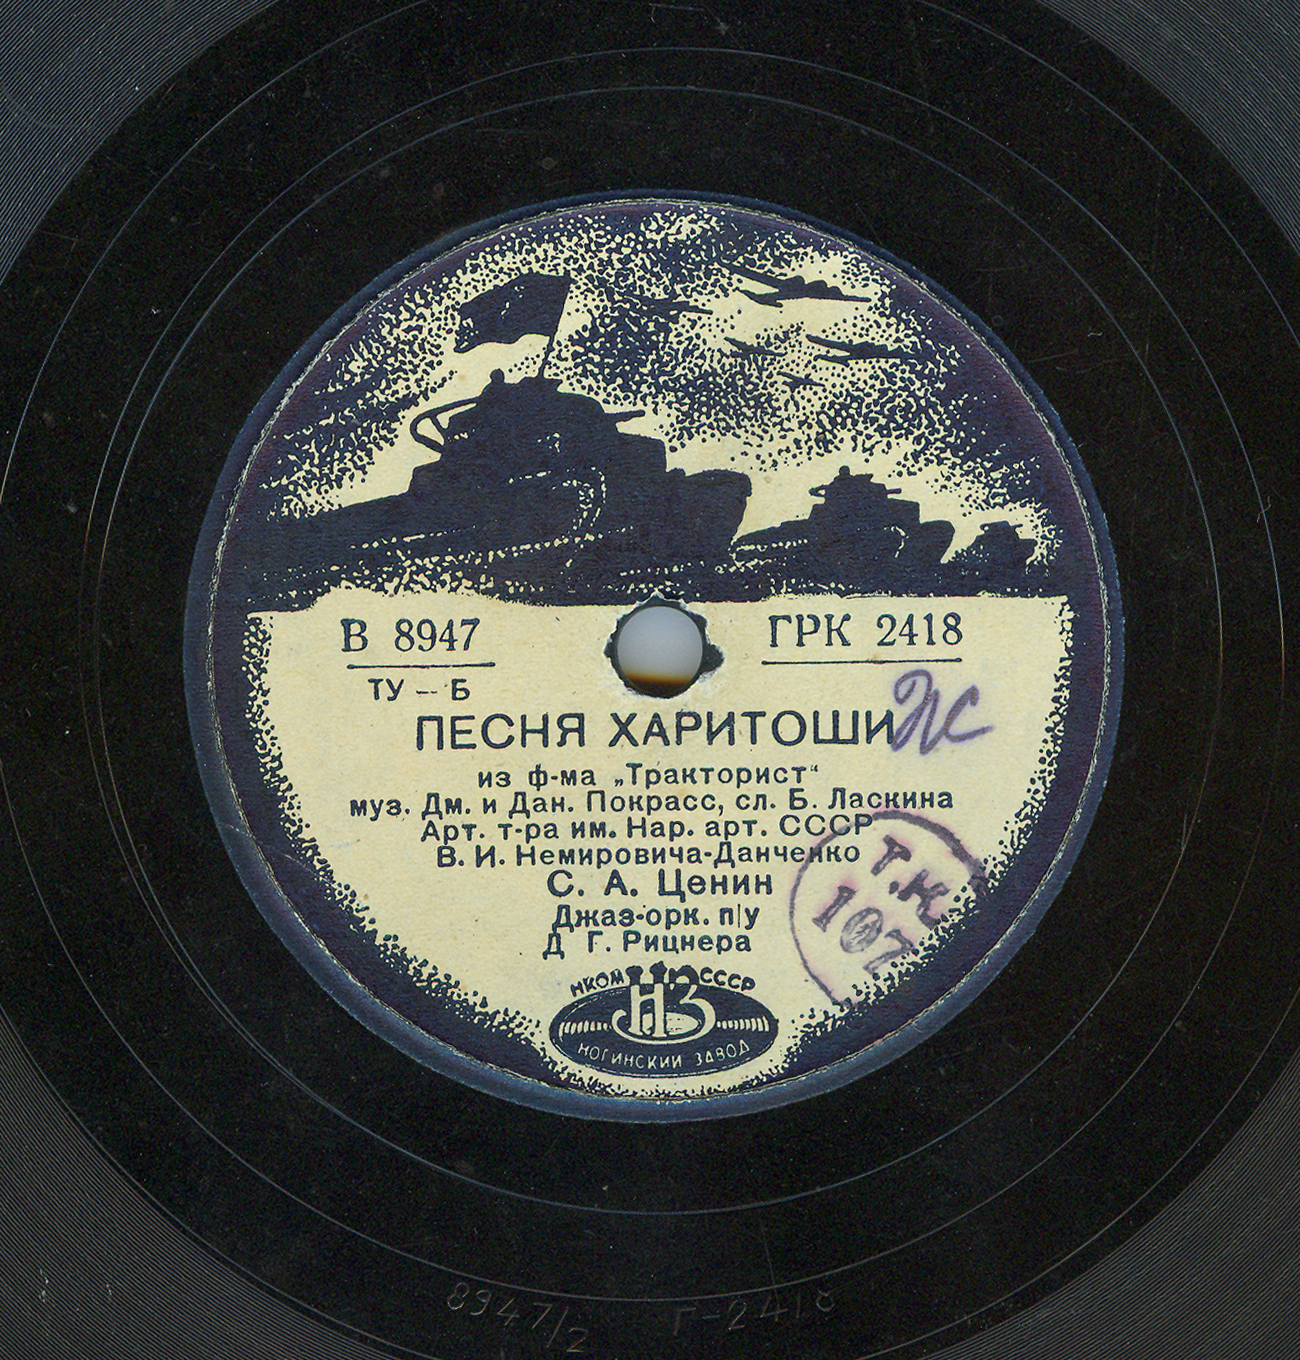 В 8947
ГРК 2418
ТУ – Б
ПЕСНЯ ХАРИТОШИ
из ф-ма „Тракторист“
муз. Дм. и Дан. Покрасс, сл. Б. Ласкина
Арт. т-ра им. Нар. арт. СССР
В. И. Немировича-Данченко
С. А. Ценин
Джаз-орк. п/у
Д Г. Рицнера
Т.К
107
НКОМ СССР
НЗ
НОГИНСКИЙ ЗАВОД
8947/2 Г-2418